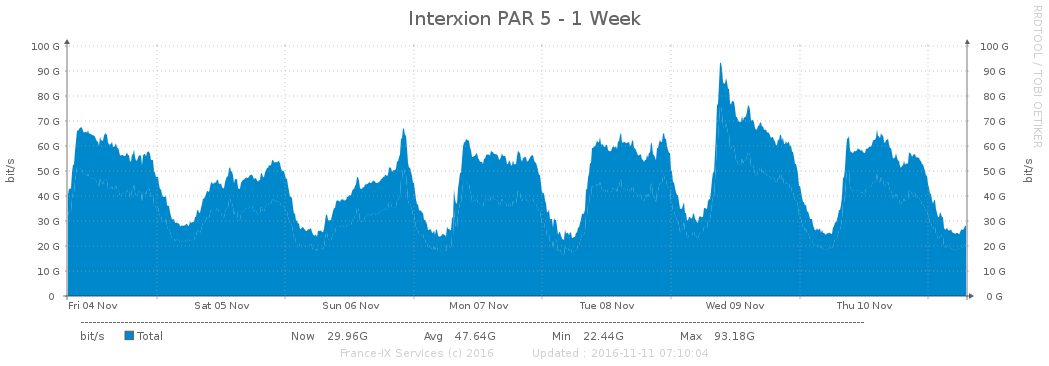 Interxion PAR 5 - 1 Week
RRDTOOL / TOBI OETIKER
bit/s
bit/s
100 G 100 G
90 G 90 G
80 G 80 G
70 G 70 G
60 G 60 G
50 G 50 G
40 G 40 G
30 G 30 G
20 G 20 G
10 G 10 G
0 0 G
Fri 04 Nov Sat 05 Nov Sun 06 Nov Mon 07 Nov Tue 08 Nov Wed 09 Nov Thu 10 Nov
bit/s Total Now 29.96G Avg 47.64G Min 22.44G Max 93.18G
France-IX Services (c) 2016 Updated : 2016-11-11 07:10:04